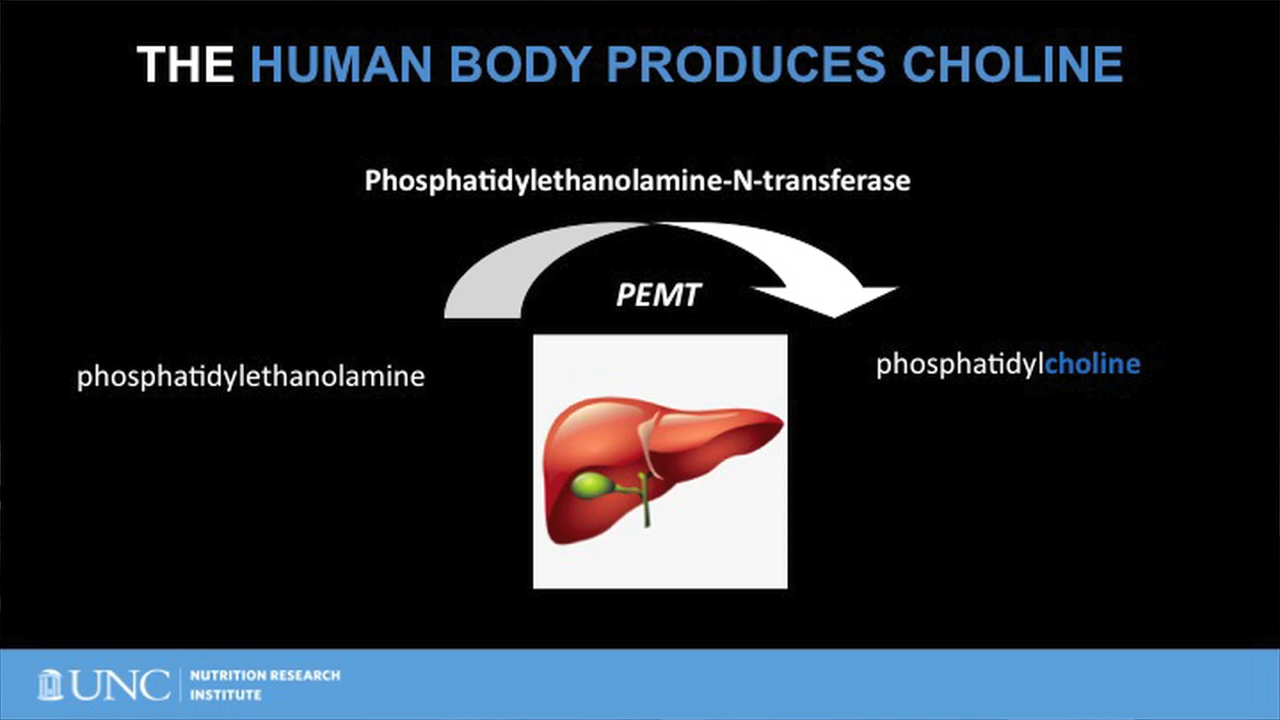 THE HUMAN BODY PRODUCES CHOLINE
Phosphatidylethanolamine-N-transferase
PEMT
phosphatidylethanolamine
phosphatidylcholine
UNC
NUTRITION RESEARCH
INSTITUTE